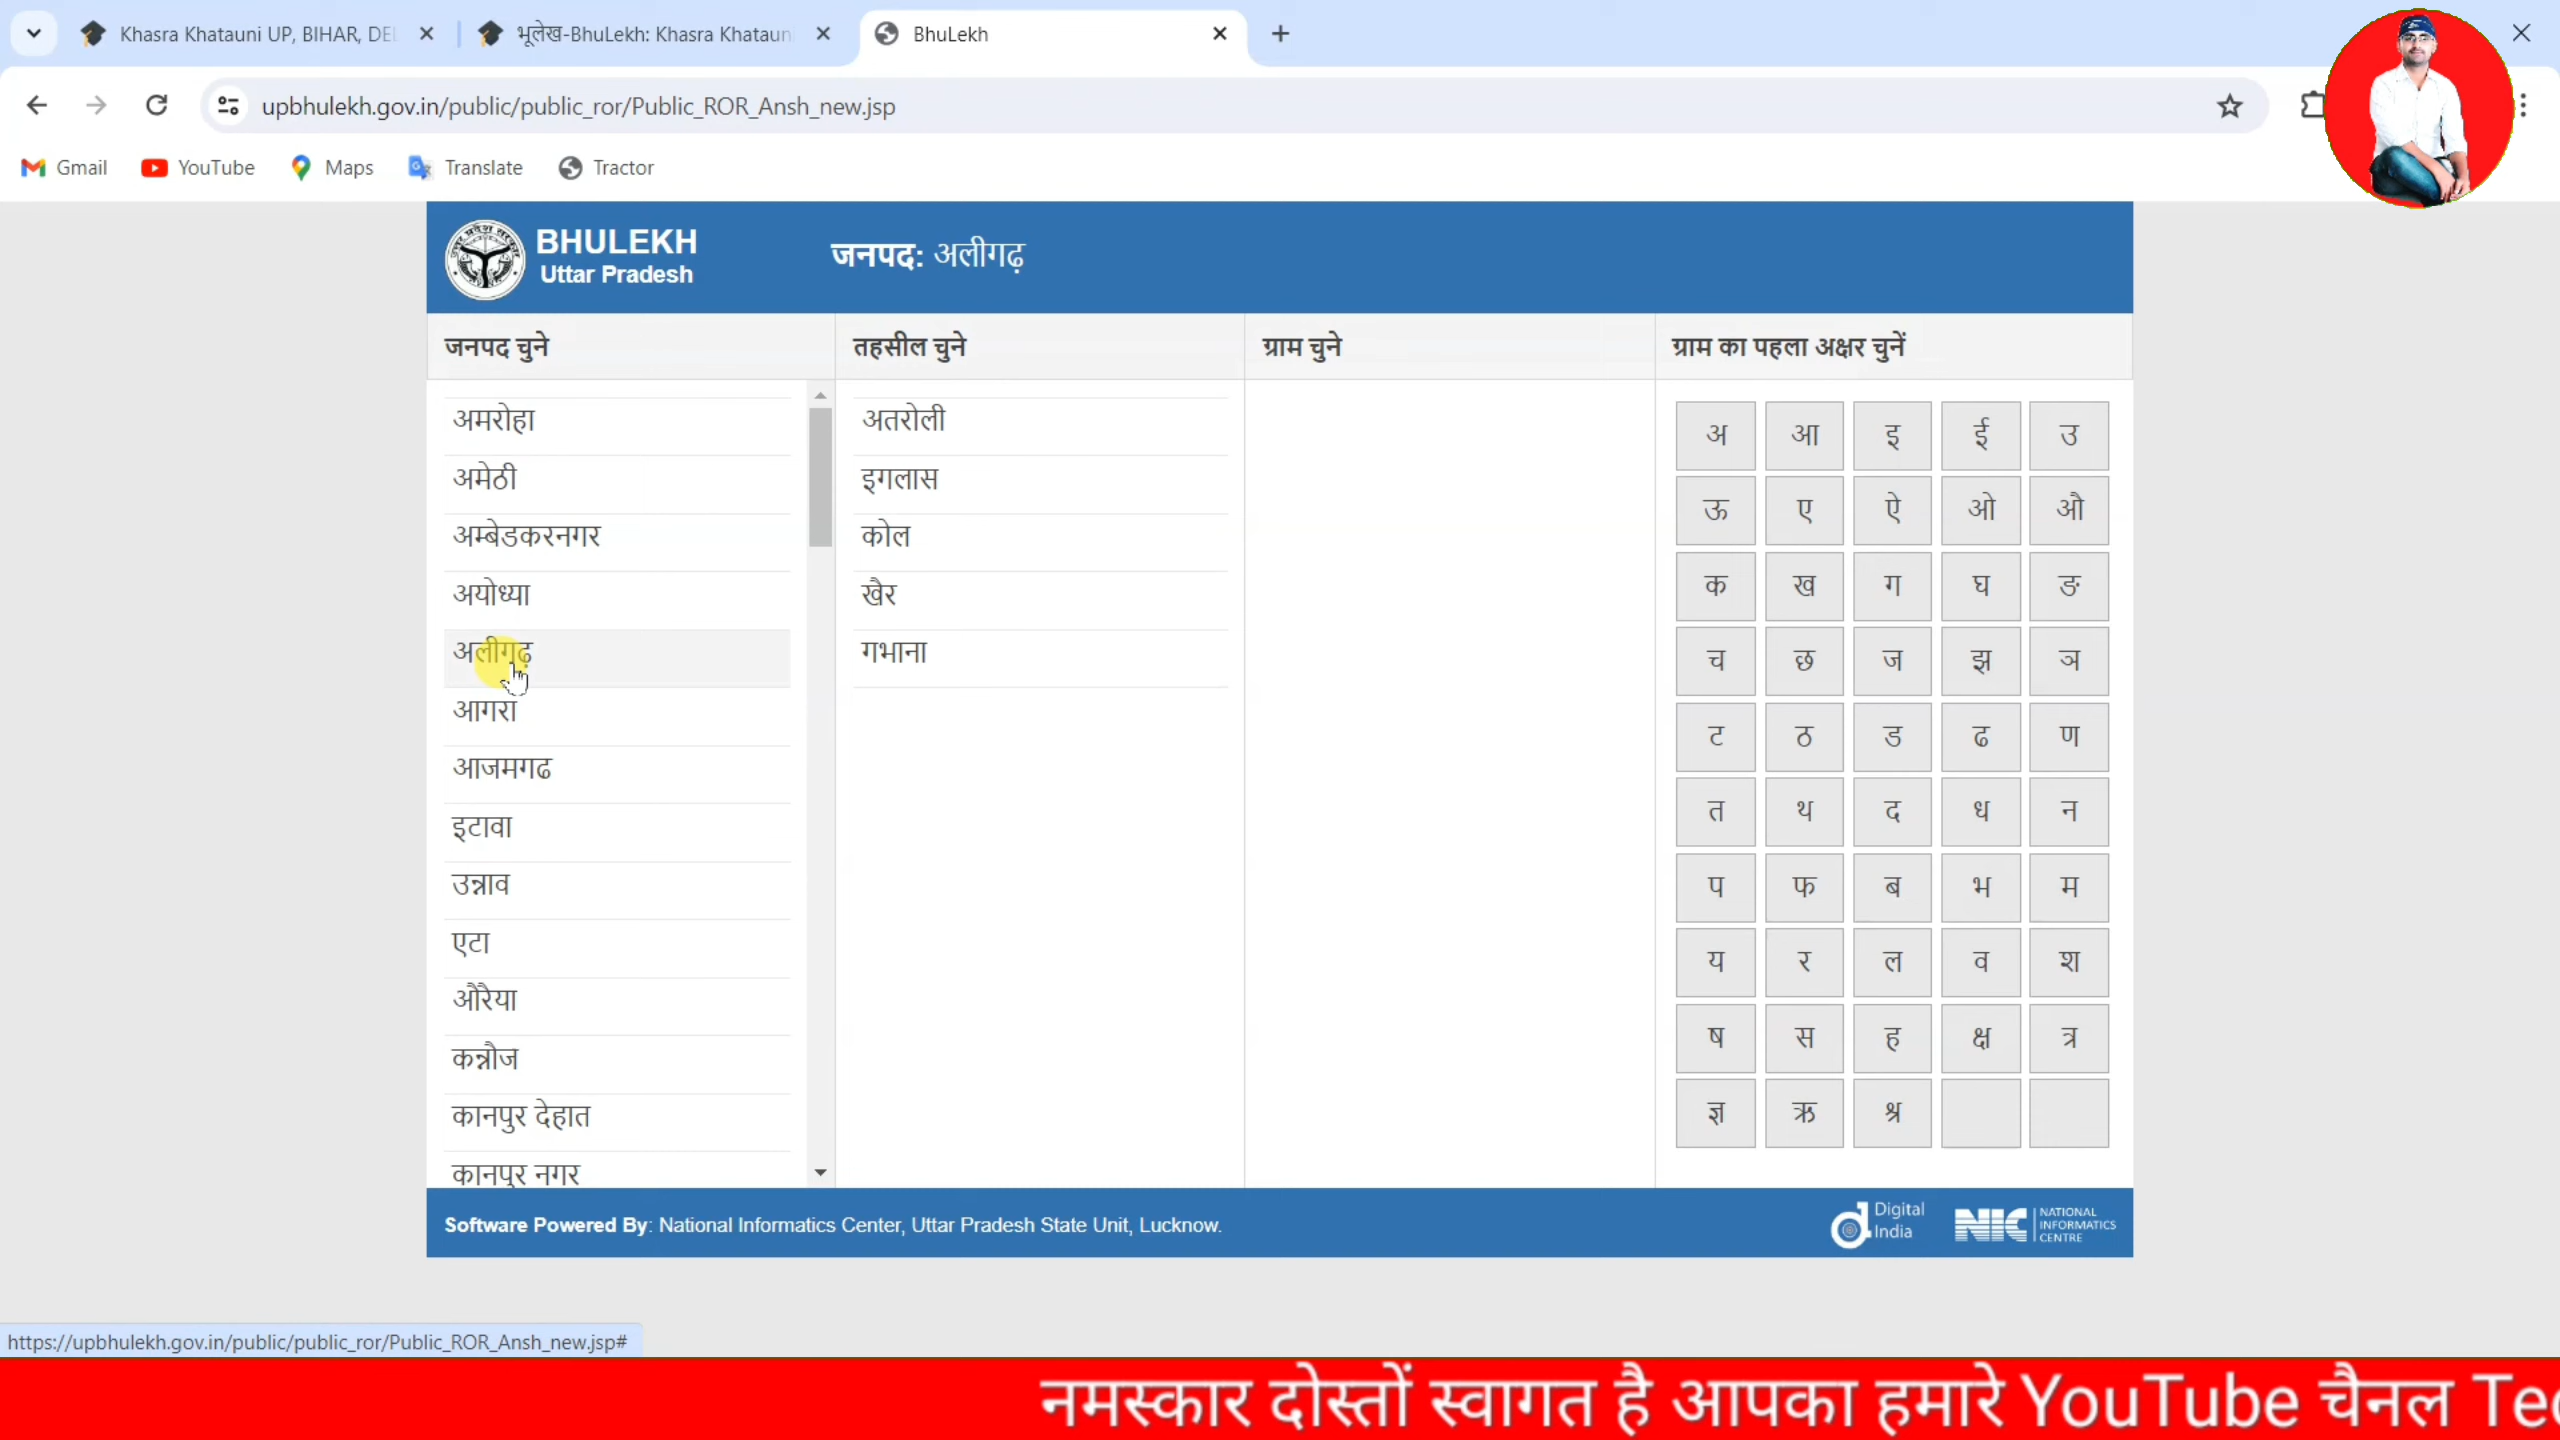 Khasra Khatauni UP, BIHAR, DEL
भूलेख-BhuLekh: Khasra Khatauni
BhuLekh
upbhulekh.gov.in/public/public_ror/Public_ROR_Ansh_new.jsp
Gmail
YouTube
Maps
Translate
Tractor
BHULEKH
Uttar Pradesh
जनपद: अलीगढ़
जनपद चुने
तहसील चुने
ग्राम चुने
ग्राम का पहला अक्षर चुनें
अमरोहा
अमेठी
अम्बेडकरनगर
अयोध्या
अलीगढ़
आगरा
आजमगढ
इटावा
उन्नाव
एटा
औरैया
कन्नौज
कानपुर देहात
कानपुर नगर
अतरोली
इगलास
कोल
खैर
गभाना
अ आ इ ई उ
ऊ ए ऐ ओ औ
क ख ग घ ङ
च छ ज झ ञ
ट ठ ड ढ ण
त थ द ध न
प फ ब भ म
य र ल व श
ष स ह क्ष त्र
ज्ञ ऋ श्र
Software Powered By: National Informatics Center, Uttar Pradesh State Unit, Lucknow.
Digital
India
NIC
NATIONAL
INFORMATICS
CENTRE
https://upbhulekh.gov.in/public/public_ror/Public_ROR_Ansh_new.jsp#
नमस्कार दोस्तों स्वागत है आपका हमारे YouTube चैनल